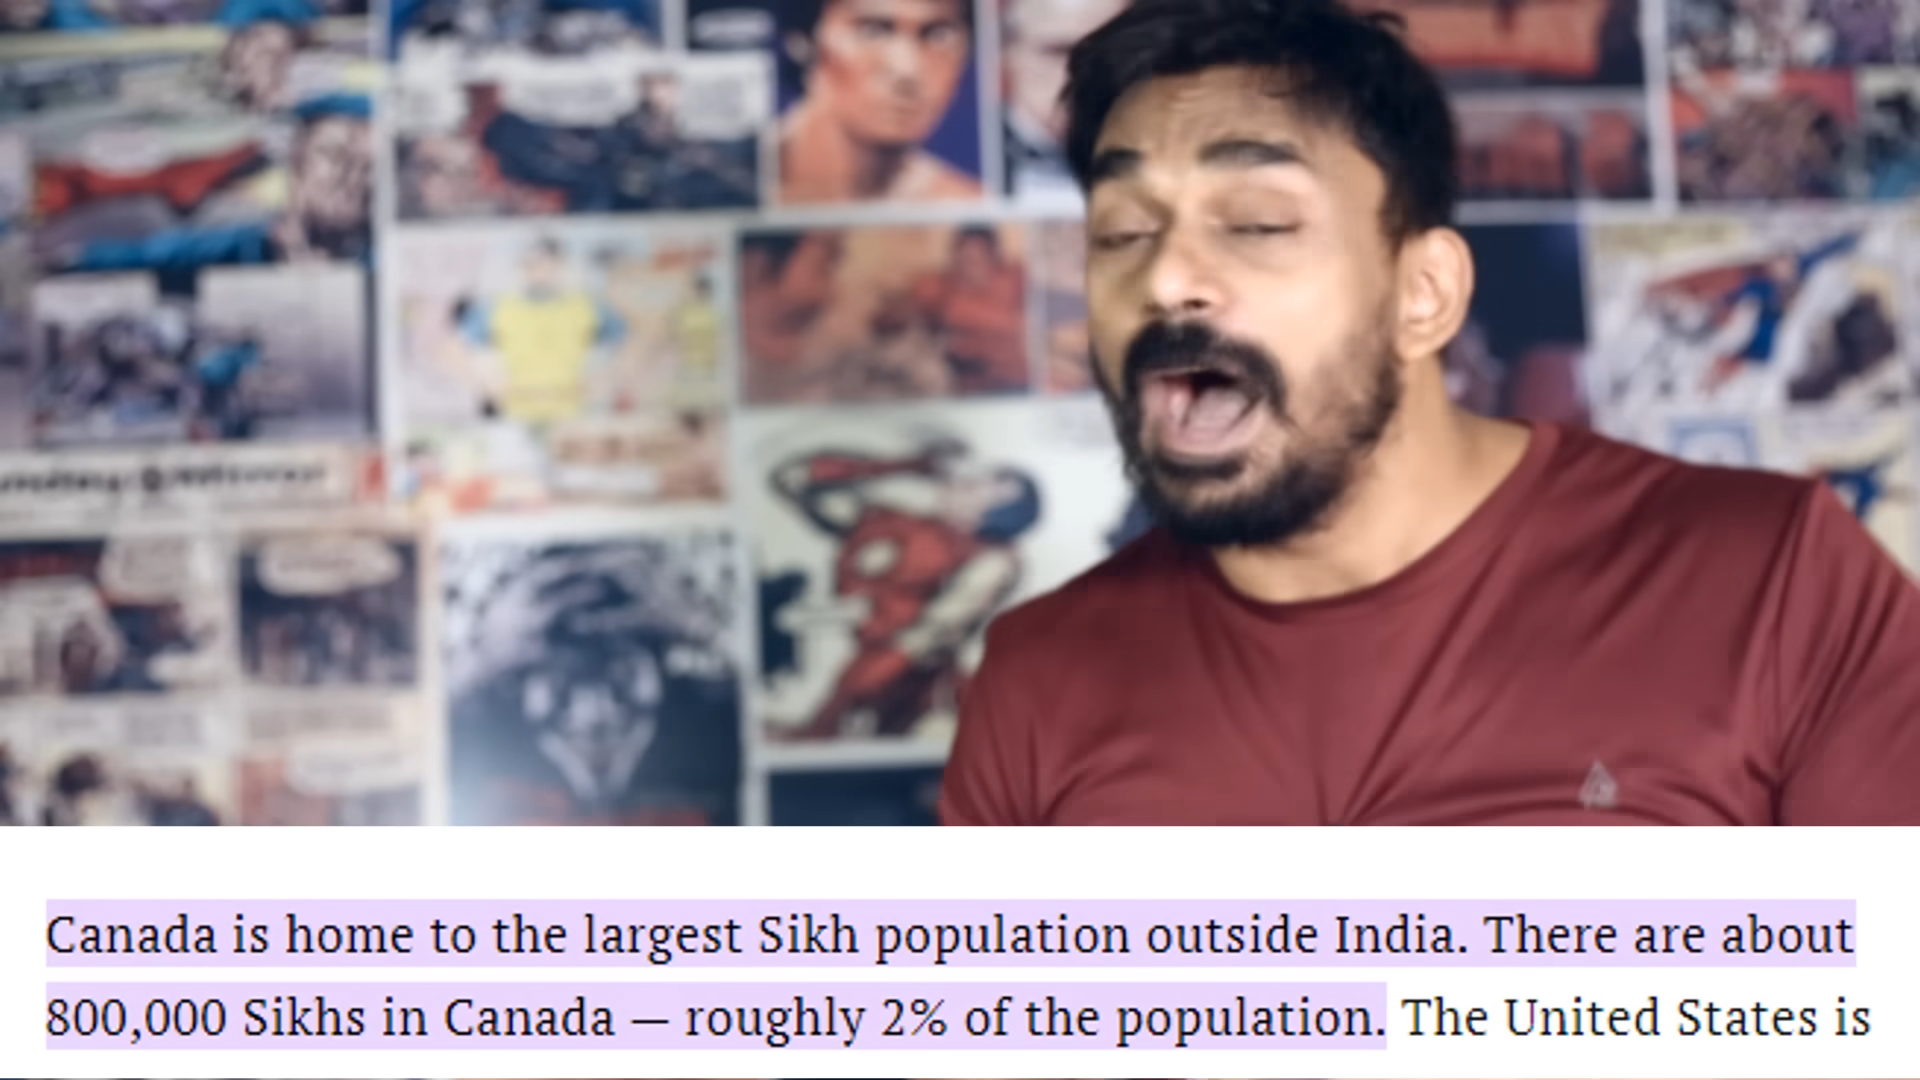 Canada is home to the largest Sikh population outside India. There are about
800,000 Sikhs in Canada — roughly 2% of the population. The United States is